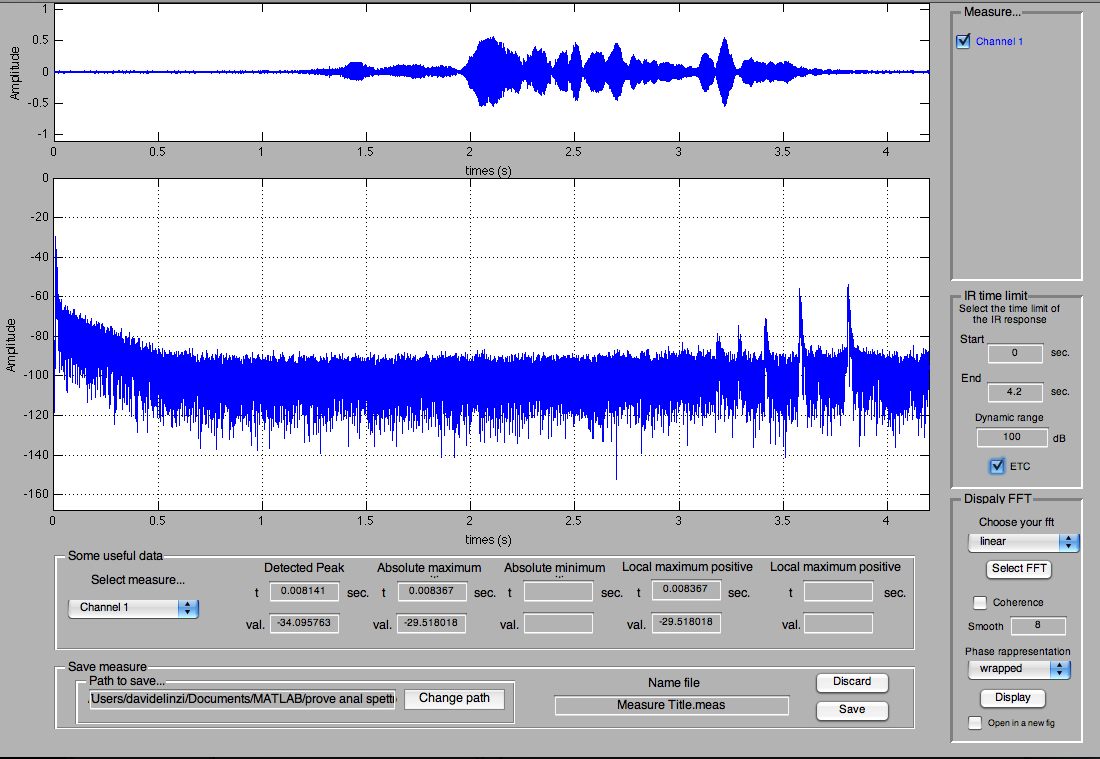 Measure...
Channel 1
1
0.5
0
-0.5
-1
Amplitude
0 0.5 1 1.5 2 2.5 3 3.5 4
times (s)
0
-20
-40
-60
-80
-100
-120
-140
-160
Amplitude
0 0.5 1 1.5 2 2.5 3 3.5 4
times (s)
IR time limit
Select the time limit of
the IR response
Start
0 sec.
End
4.2 sec.
Dynamic range
100 dB
ETC
Dispaly FFT
Choose your fft
linear
Select FFT
Coherence
Smooth 8
Phase rappresentation
wrapped
Display
Open in a new fig
Some useful data
Select measure...
Channel 1
Detected Peak Absolute maximum Absolute minimum Local maximum positive Local maximum positive
t 0.008141 sec. t 0.008367 sec. t sec. t 0.008367 sec. t sec.
val. -34.095763 val. -29.518018 val. val. -29.518018 val.
Save measure
Path to save...
Users/davidelinzi/Documents/MATLAB/prove anal spett
Change path
Name file
Measure Title.meas
Discard
Save